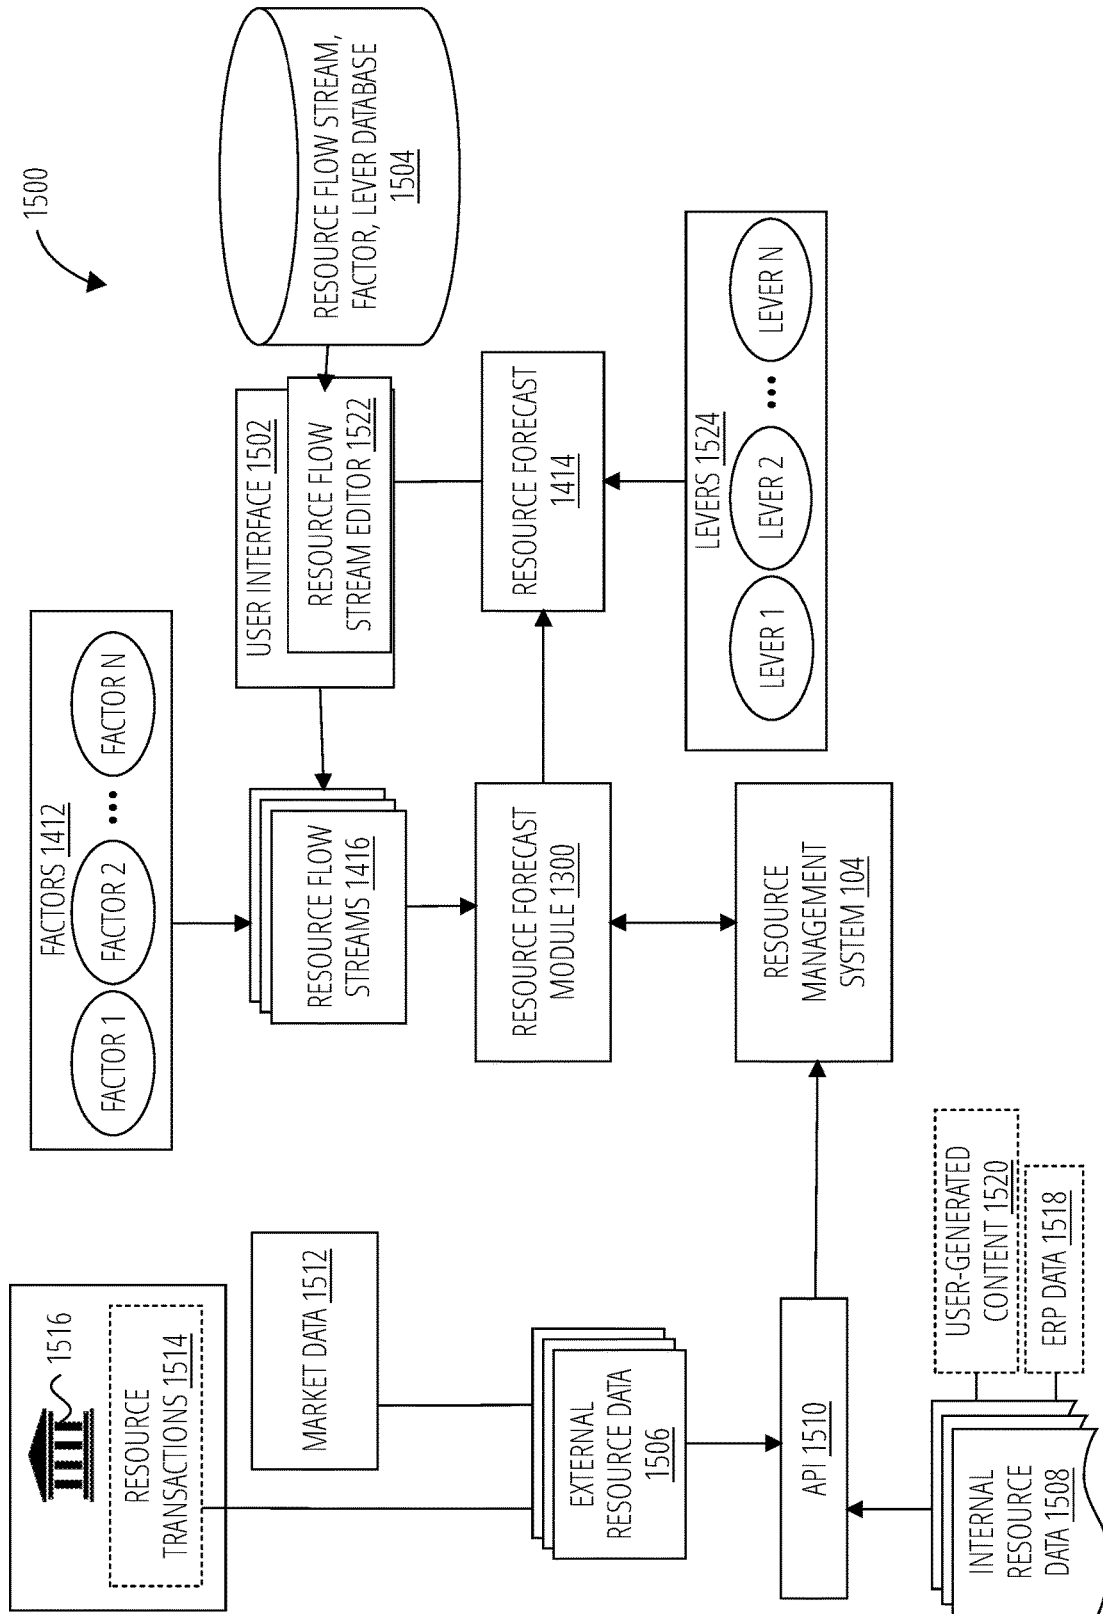 1500
1516
RESOURCE
TRANSACTIONS 1514
MARKET DATA 1512
EXTERNAL
RESOURCE DATA
1506
API 1510
INTERNAL
RESOURCE
DATA 1508
USER-GENERATED
CONTENT 1520
ERP DATA 1518
FACTORS 1412
FACTOR 1
FACTOR 2
•••
FACTOR N
RESOURCE FLOW
STREAMS 1416
RESOURCE FORECAST
MODULE 1300
RESOURCE
MANAGEMENT
SYSTEM 104
USER INTERFACE 1502
RESOURCE FLOW
STREAM EDITOR 1522
RESOURCE FLOW STREAM,
FACTOR, LEVER DATABASE
1504
RESOURCE FORECAST
1414
LEVERS 1524
LEVER 1
LEVER 2
•••
LEVER N